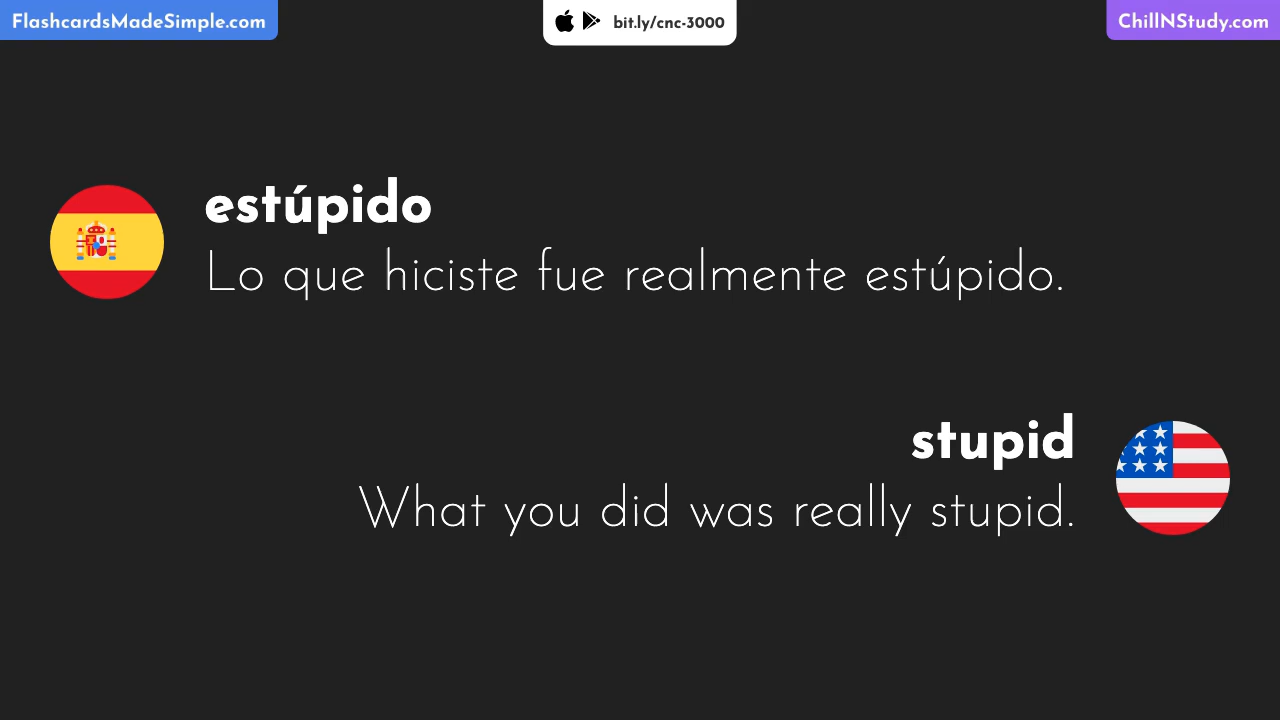 FlashcardsMadeSimple.com
bit.ly/cnc-3000
ChillNStudy.com
estúpido
Lo que hiciste fue realmente estúpido.
stupid
What you did was really stupid.